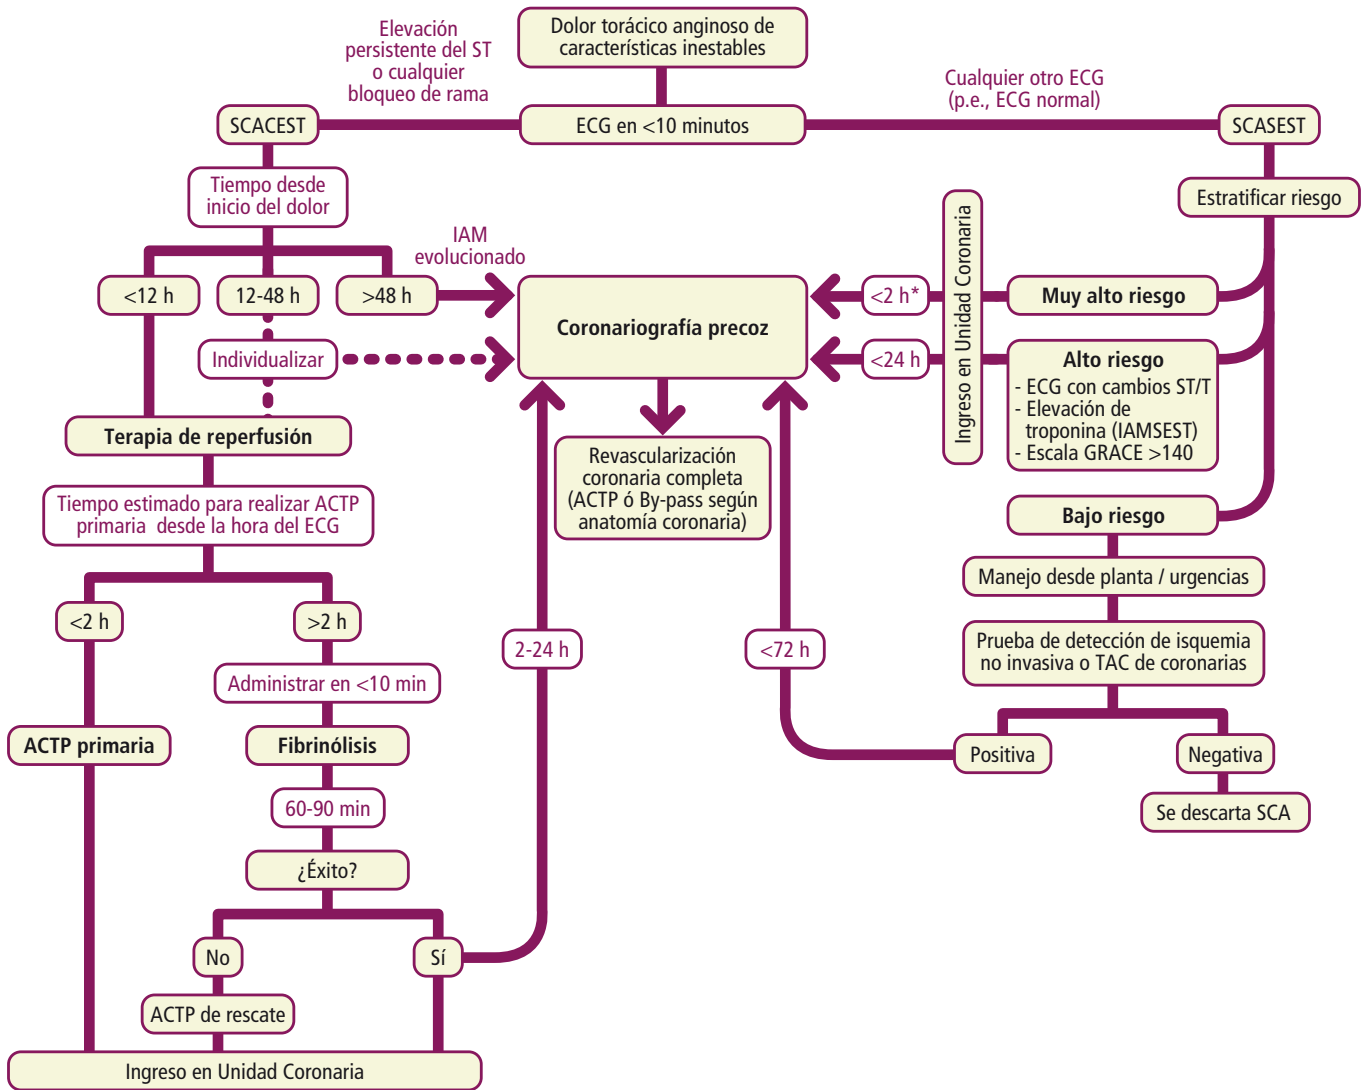 Elevación
persistente del ST
o cualquier
bloqueo de rama
Dolor torácico anginoso de
características inestables
Cualquier otro ECG
(p.e., ECG normal)
SCACEST
ECG en <10 minutos
SCASEST
Tiempo desde
inicio del dolor
Estratificar riesgo
IAM
evolucionado
<12 h
12-48 h
>48 h
Individualizar
Coronariografía precoz
<2 h*
<24 h
Ingreso en Unidad Coronaria
Muy alto riesgo
Alto riesgo
- ECG con cambios ST/T
- Elevación de
troponina (IAMSEST)
- Escala GRACE >140
Terapia de reperfusión
Revascularización
coronaria completa
(ACTP ó By-pass según
anatomía coronaria)
Tiempo estimado para realizar ACTP
primaria desde la hora del ECG
Bajo riesgo
Manejo desde planta / urgencias
<2 h
>2 h
2-24 h
<72 h
Prueba de detección de isquemia
no invasiva o TAC de coronarias
Administrar en <10 min
ACTP primaria
Fibrinólisis
Positiva
Negativa
60-90 min
Se descarta SCA
¿Éxito?
No
Sí
ACTP de rescate
Ingreso en Unidad Coronaria